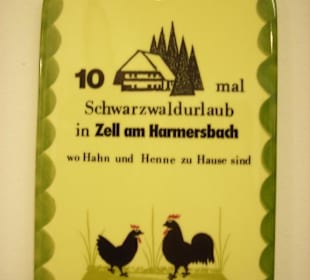 10 mal
Schwarzwaldurlaub
in Zell am Harmersbach
wo Hahn und Henne zu Hause sind